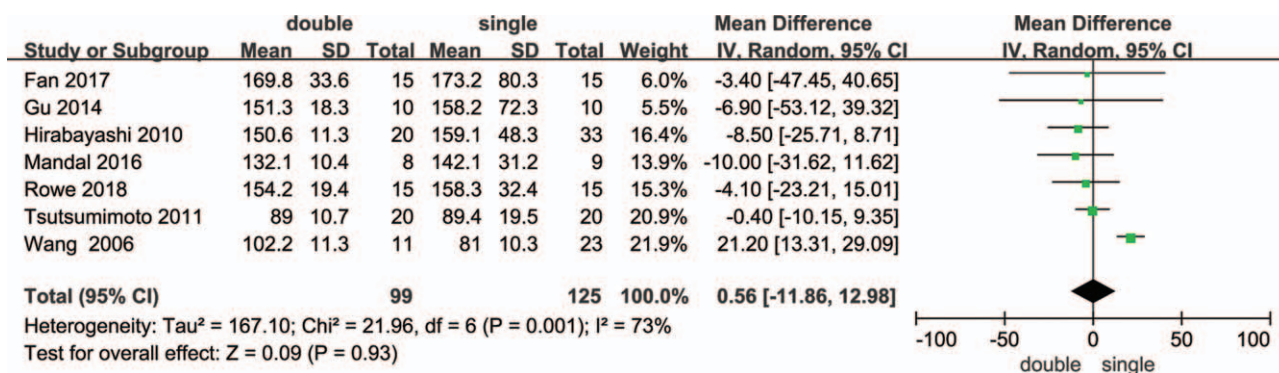 double single Mean Difference Mean Difference
Study or Subgroup Mean SD Total Mean SD Total Weight IV, Random, 95% CI IV, Random, 95% CI
Fan 2017 169.8 33.6 15 173.2 80.3 15 6.0% -3.40 [-47.45, 40.65]
Gu 2014 151.3 18.3 10 158.2 72.3 10 5.5% -6.90 [-53.12, 39.32]
Hirabayashi 2010 150.6 11.3 20 159.1 48.3 33 16.4% -8.50 [-25.71, 8.71]
Mandal 2016 132.1 10.4 8 142.1 31.2 9 13.9% -10.00 [-31.62, 11.62]
Rowe 2018 154.2 19.4 15 158.3 32.4 15 15.3% -4.10 [-23.21, 15.01]
Tsutsumimoto 2011 89 10.7 20 89.4 19.5 20 20.9% -0.40 [-10.15, 9.35]
Wang 2006 102.2 11.3 11 81 10.3 23 21.9% 21.20 [13.31, 29.09]
Total (95% CI) 99 125 100.0% 0.56 [-11.86, 12.98]
Heterogeneity: Tau² = 167.10; Chi² = 21.96, df = 6 (P = 0.001); I² = 73%
Test for overall effect: Z = 0.09 (P = 0.93)
-100 -50 0 50 100
double single